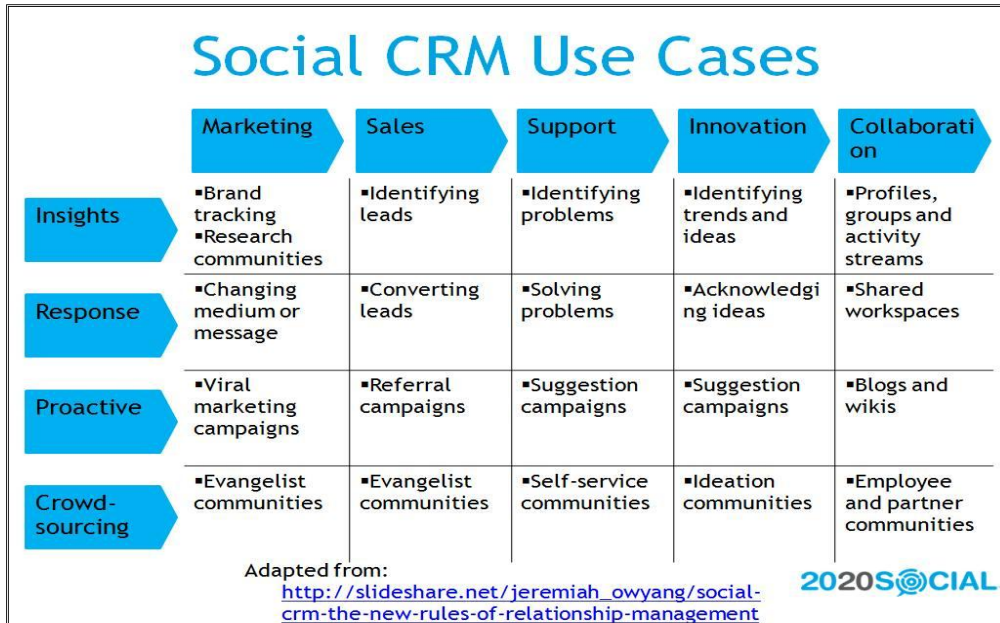 Social CRM Use Cases
Marketing
Sales
Support
Innovation
Collaborati
on
Insights
▪Brand
tracking
▪Research
communities
▪Identifying
leads
▪Identifying
problems
▪Identifying
trends and
ideas
▪Profiles,
groups and
activity
streams
Response
▪Changing
medium or
message
▪Converting
leads
▪Solving
problems
▪Acknowledgi
ng ideas
▪Shared
workspaces
Proactive
▪Viral
marketing
campaigns
▪Referral
campaigns
▪Suggestion
campaigns
▪Suggestion
campaigns
▪Blogs and
wikis
Crowd-
sourcing
▪Evangelist
communities
▪Evangelist
communities
▪Self-service
communities
▪Ideation
communities
▪Employee
and partner
communities
Adapted from:
http://slideshare.net/jeremiah_owyang/social-
crm-the-new-rules-of-relationship-management
2020SOCIAL